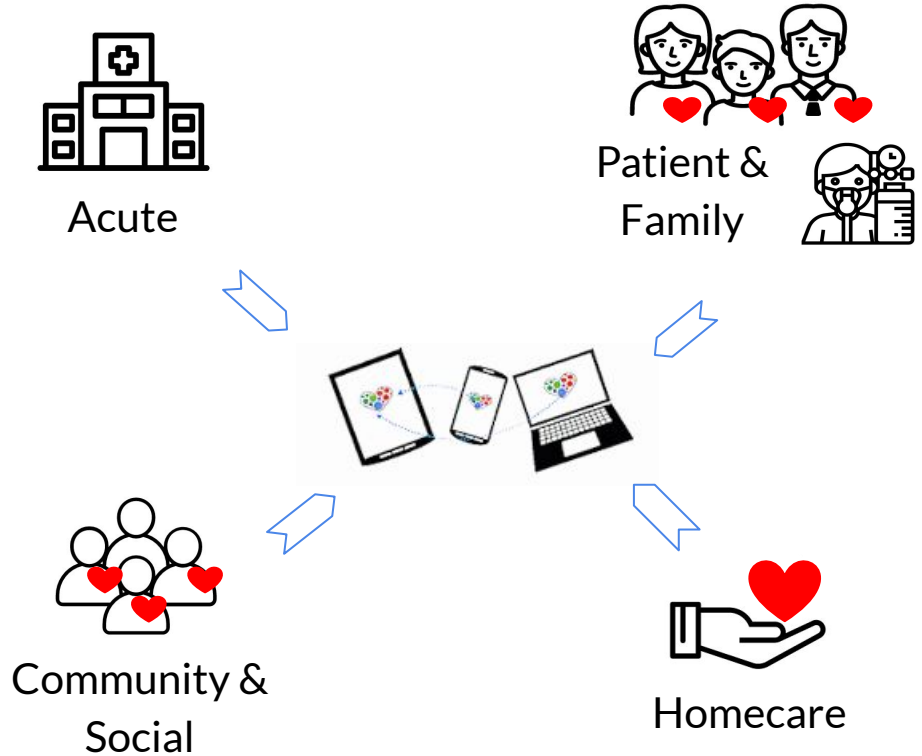 Acute
Patient &
Family
Community &
Social
Homecare